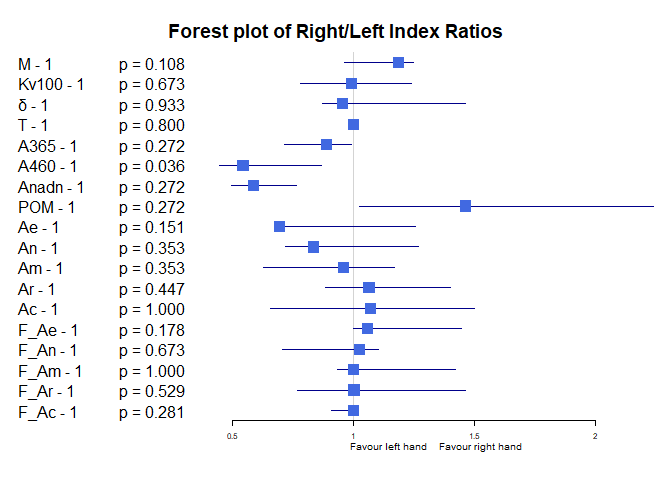 Forest plot of Right/Left Index Ratios
M - 1 p = 0.108
Kv100 - 1 p = 0.673
δ - 1 p = 0.933
T - 1 p = 0.800
A365 - 1 p = 0.272
A460 - 1 p = 0.036
Anadn - 1 p = 0.272
POM - 1 p = 0.272
Ae - 1 p = 0.151
An - 1 p = 0.353
Am - 1 p = 0.353
Ar - 1 p = 0.447
Ac - 1 p = 1.000
F_Ae - 1 p = 0.178
F_An - 1 p = 0.673
F_Am - 1 p = 1.000
F_Ar - 1 p = 0.529
F_Ac - 1 p = 0.281
0.5 1 1.5 2
Favour left hand Favour right hand